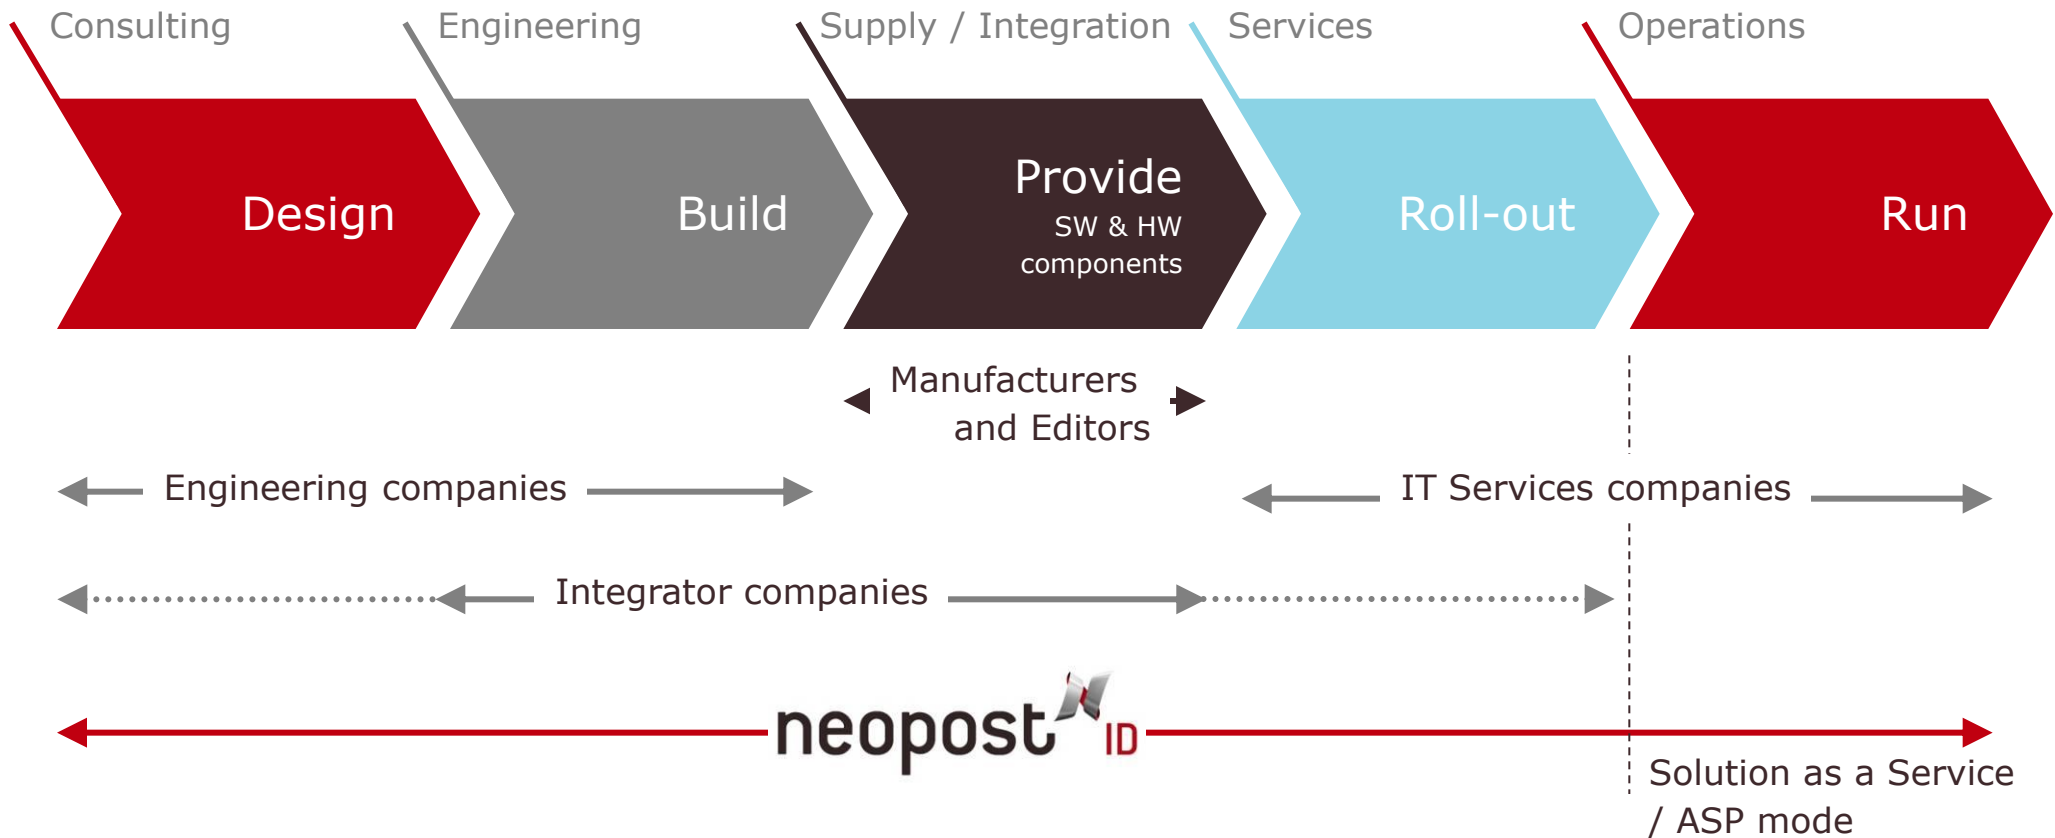 Consulting
Engineering
Supply / Integration
Services
Operations
Design
Build
Provide
SW & HW
components
Roll-out
Run
Manufacturers
and Editors
Engineering companies
IT Services companies
Integrator companies
neopost ID
Solution as a Service
/ ASP mode